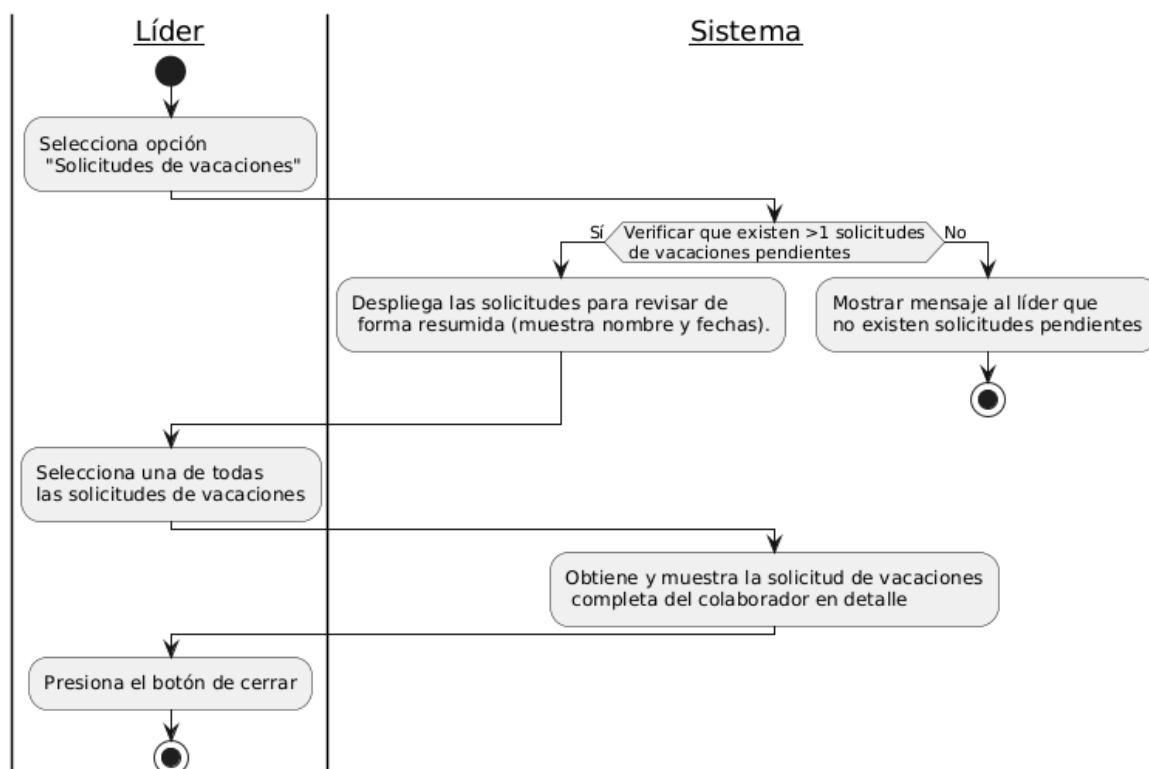 Líder
Sistema
Selecciona opción
"Solicitudes de vacaciones"
Sí
Verificar que existen >1 solicitudes
de vacaciones pendientes
No
Despliega las solicitudes para revisar de
forma resumida (muestra nombre y fechas).
Mostrar mensaje al líder que
no existen solicitudes pendientes
Selecciona una de todas
las solicitudes de vacaciones
Obtiene y muestra la solicitud de vacaciones
completa del colaborador en detalle
Presiona el botón de cerrar